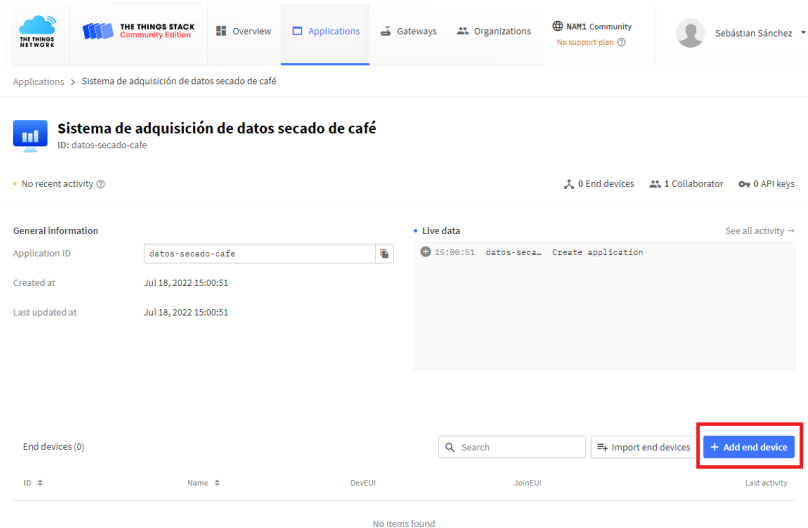 THE THINGS
NETWORK
THE THINGS STACK
Community Edition
Overview
Applications
Gateways
Organizations
NAM1 Community
No support plan
Sebástian Sánchez
Applications > Sistema de adquisición de datos secado de café
Sistema de adquisición de datos secado de café
ID: datos-secado-cafe
No recent activity
0 End devices
1 Collaborator
0 API keys
General information
Application ID
datos-secado-cafe
Created at
Jul 18, 2022 15:00:51
Last updated at
Jul 18, 2022 15:00:51
Live data
See all activity →
15:00:51 datos-seca… Create application
End devices (0)
Search
Import end devices
+ Add end device
ID Name DevEUI JoinEUI Last activity
No items found